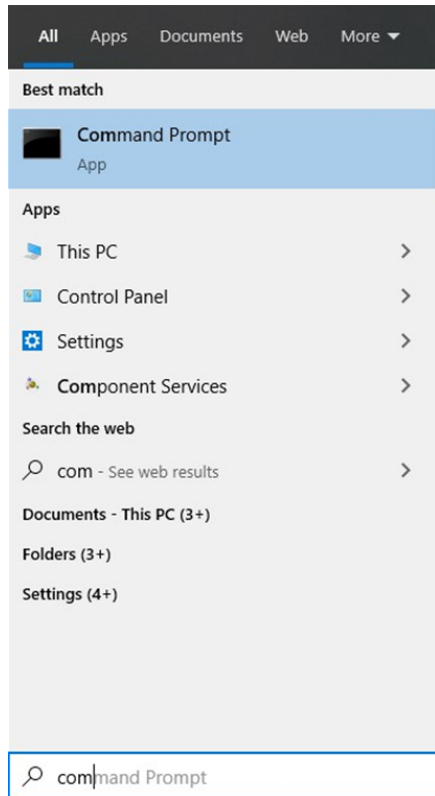 All Apps Documents Web More
Best match
Command Prompt
App
Apps
This PC
Control Panel
Settings
Component Services
Search the web
com - See web results
Documents - This PC (3+)
Folders (3+)
Settings (4+)
command Prompt